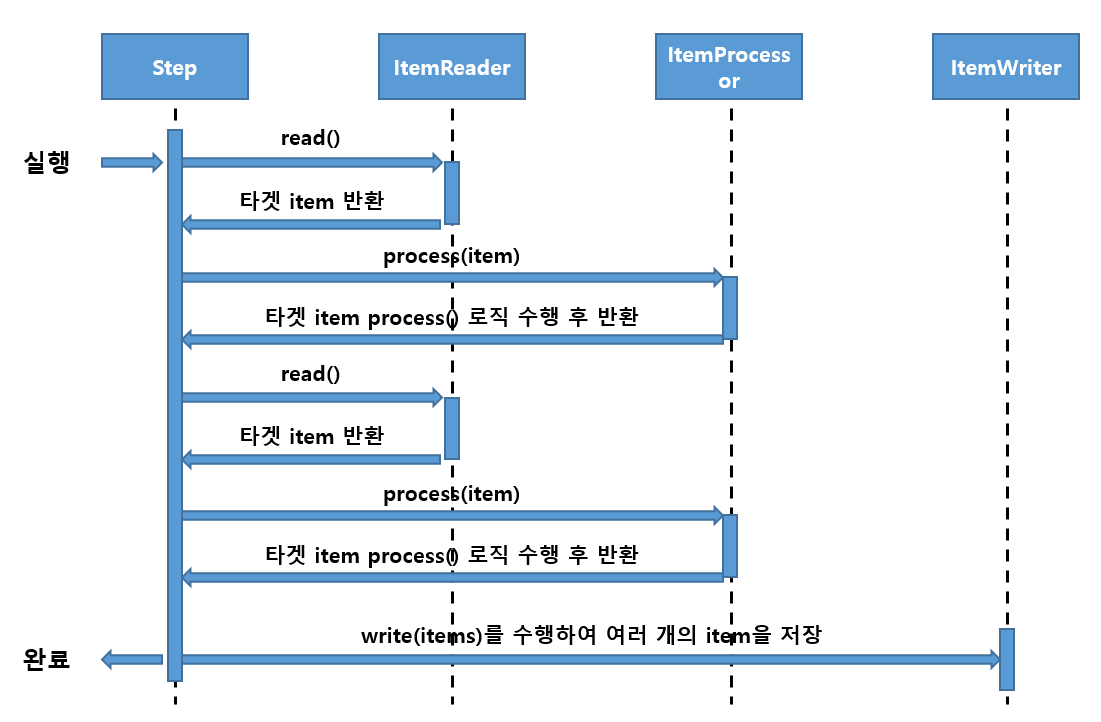 Step
ItemReader
ItemProcess
or
ItemWriter
read()
실행
타겟 item 반환
process(item)
타겟 item process() 로직 수행 후 반환
read()
타겟 item 반환
process(item)
타겟 item process() 로직 수행 후 반환
write(items)를 수행하여 여러 개의 item을 저장
완료